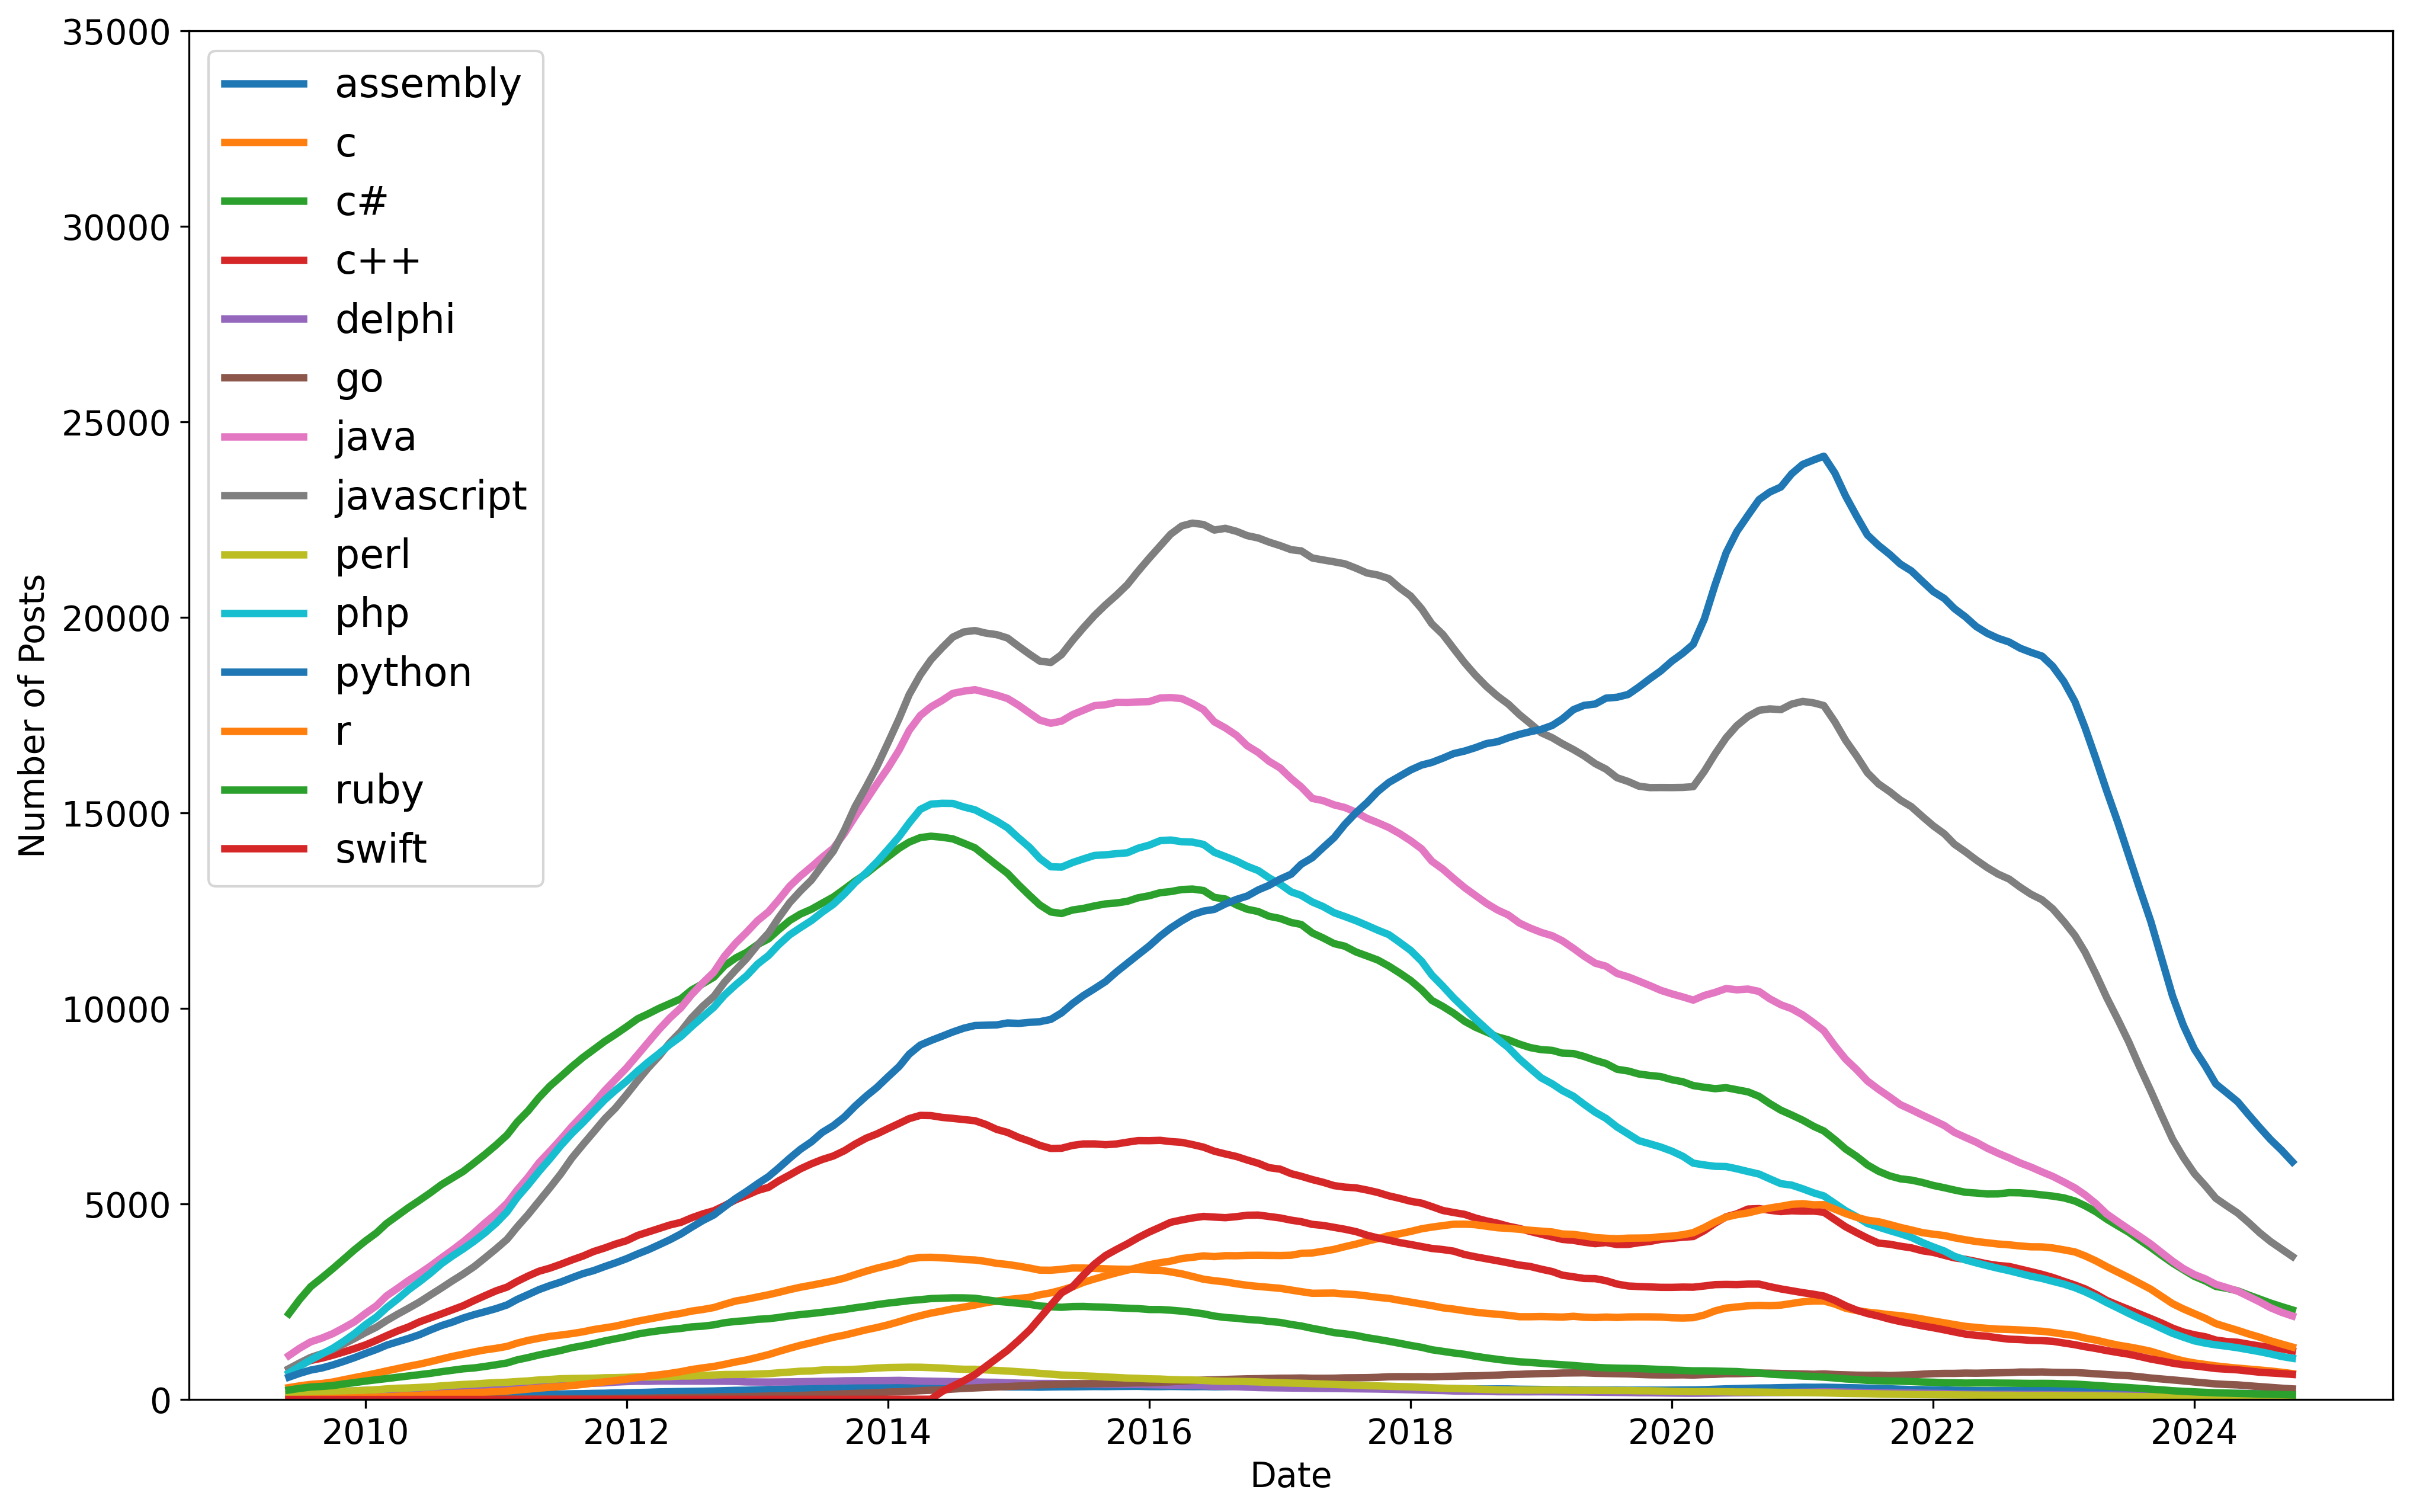 35000
30000
25000
20000
15000
10000
5000
0
Number of Posts
assembly
c
c#
c++
delphi
go
java
javascript
perl
php
python
r
ruby
swift
2010 2012 2014 2016 2018 2020 2022 2024
Date